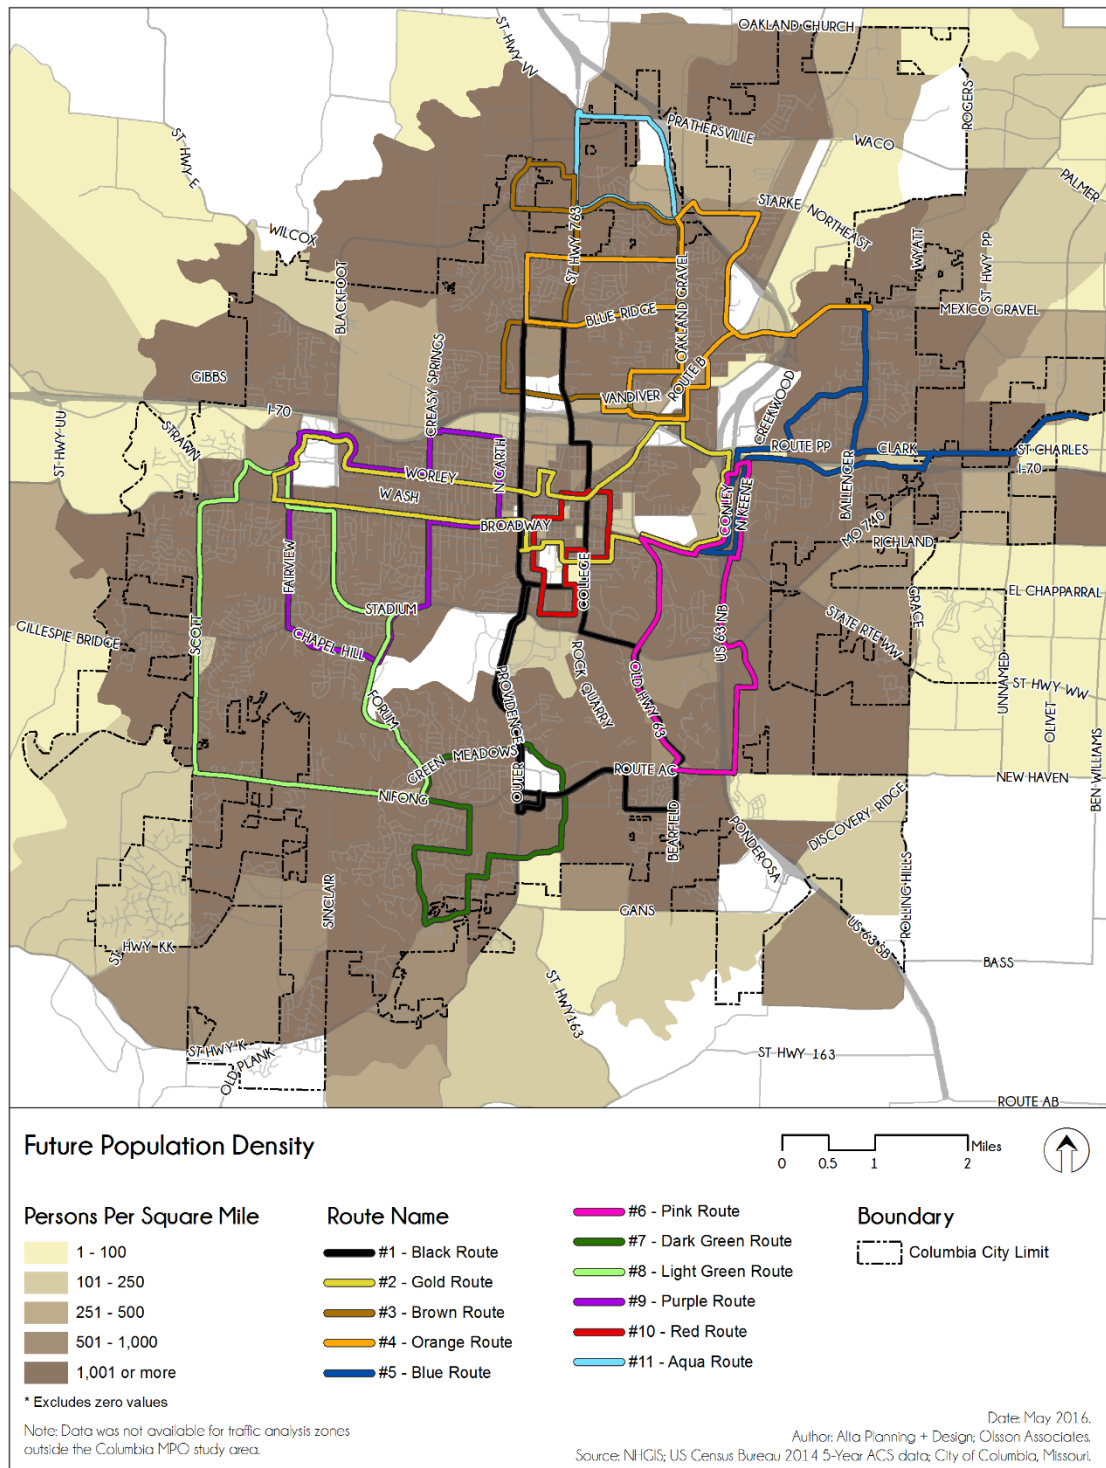 OAKLAND CHURCH
ST HWY VV
ROGERS
PRATHERSVILLE
WACO
ST HWY E
PALMER
STARKE NORTHEAST
WILCOX
ST HWY 763
WYATT
ST HWY PP
BLACKFOOT
OAKLAND GRAVEL
MEXICO GRAVEL
BLUE RIDGE
CREASY SPRINGS
GIBBS
ROUTE B
VANDIVER
CREEKWOOD
I-70
STRAWN
ST HWY UU
N GARTH
ROUTE PP
CLARK
ST CHARLES
I-70
WORLEY
BALLENGER
CONLEY
N KEENE
W ASH
BROADWAY
MO 740
RICHLAND
FAIRVIEW
COLLEGE
STADIUM
US 63 NB
GRACE
EL CHAPPARRAL
GILLESPIE BRIDGE
SCOTT
CHAPEL HILL
STATE RTE WW
ROCK QUARRY
OLD HWY 63
UNNAMED
ST HWY WW
OLIVET
FORUM
PROVIDENCE
GREEN MEADOWS
OUTER
ROUTE AC
NEW HAVEN
BEN WILLIAMS
NIFONG
BEARFIELD
PONDEROSA
DISCOVERY RIDGE
SINCLAIR
GANS
ROLLING HILLS
ST HWY KK
US 63 SB
BASS
ST HWY163
ST HWY K
OLD PLANK
ST HWY 163
ROUTE AB
Future Population Density
0 0.5 1 2 Miles
Persons Per Square Mile
1 - 100
101 - 250
251 - 500
501 - 1,000
1,001 or more
* Excludes zero values
Note: Data was not available for traffic analysis zones
outside the Columbia MPO study area.
Route Name
#1 - Black Route
#2 - Gold Route
#3 - Brown Route
#4 - Orange Route
#5 - Blue Route
#6 - Pink Route
#7 - Dark Green Route
#8 - Light Green Route
#9 - Purple Route
#10 - Red Route
#11 - Aqua Route
Boundary
Columbia City Limit
Date: May 2016.
Author: Alta Planning + Design; Olsson Associates.
Source: NHGIS; US Census Bureau 2014 5-Year ACS data; City of Columbia, Missouri.